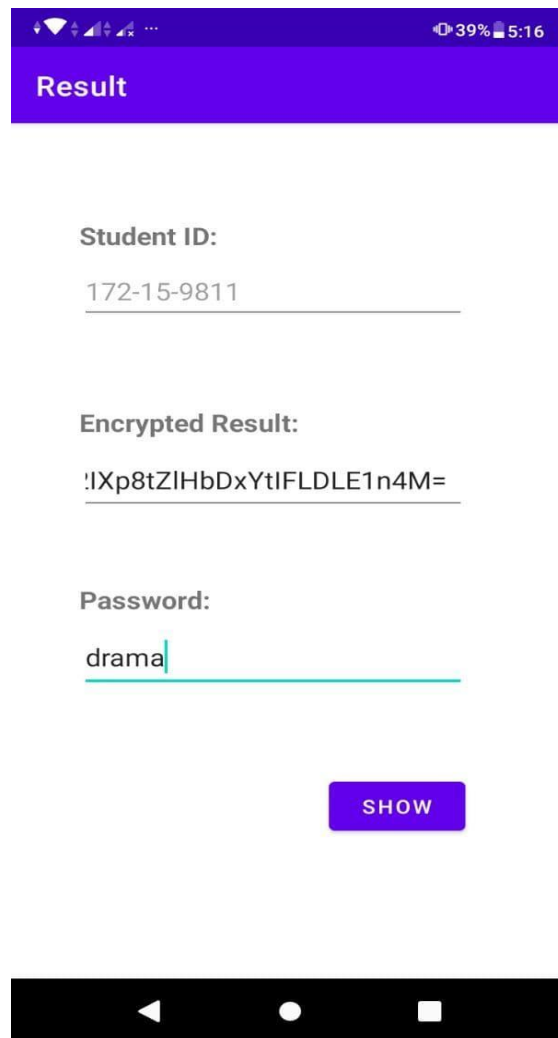 39% 5:16
Result
Student ID:
172-15-9811
Encrypted Result:
IXp8tZlHbDxYtIFLDLE1n4M=
Password:
drama
SHOW